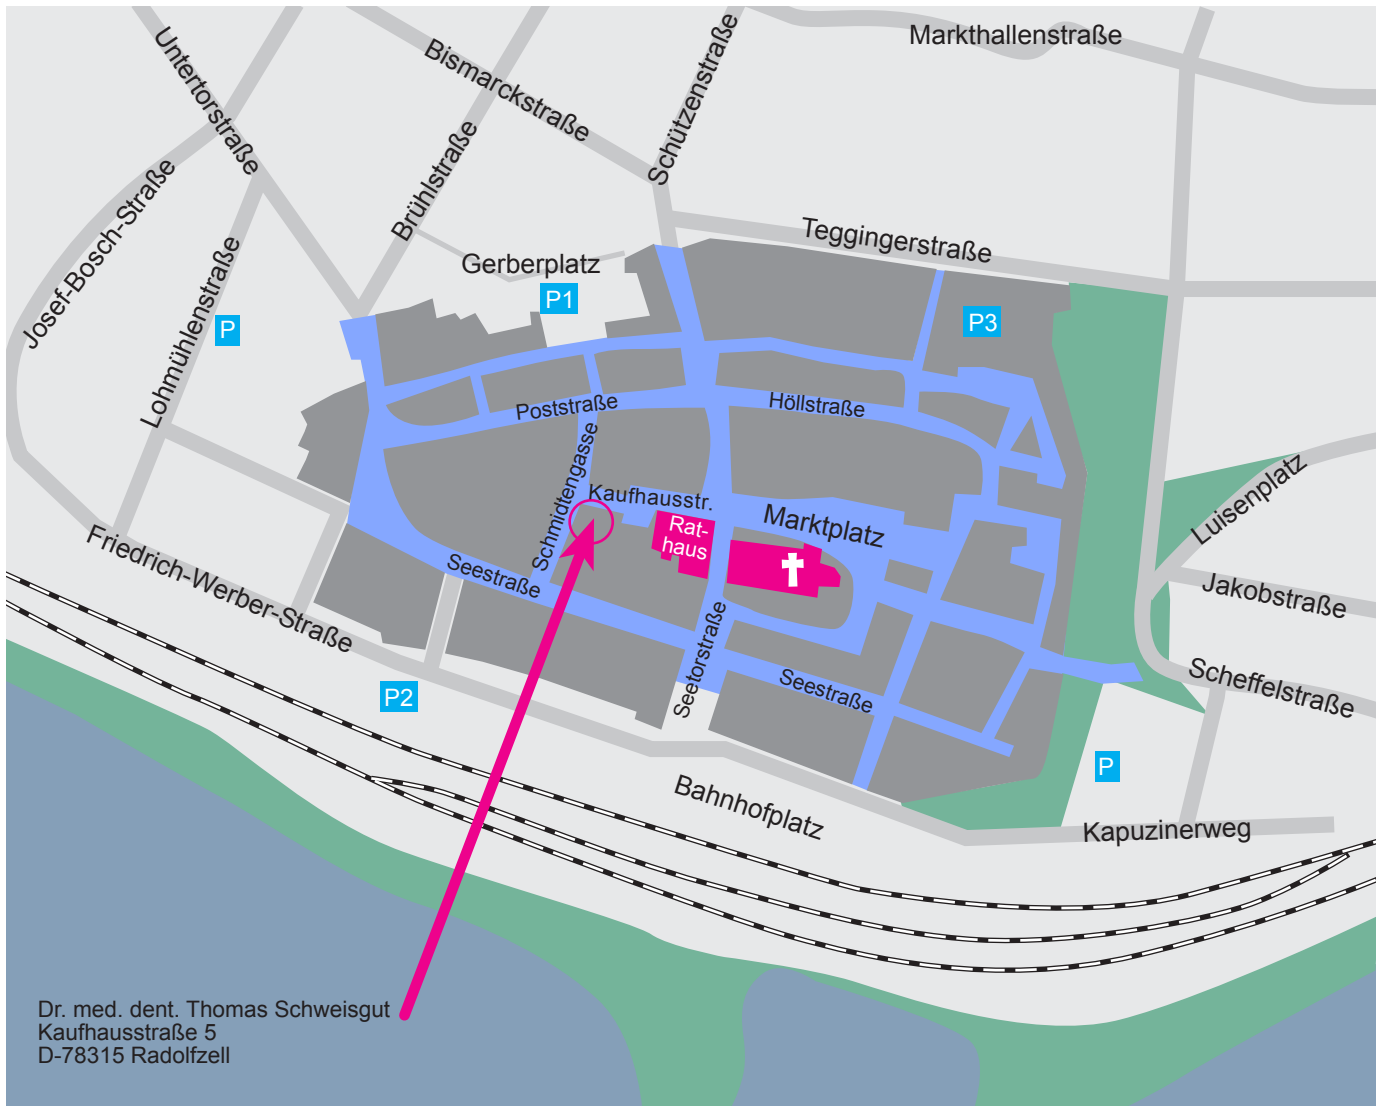 Markthallenstraße
Untertorstraße
Bismarckstraße
Schützenstraße
Brühlstraße
Josef-Bosch-Straße
Teggingerstraße
Lohmühlenstraße
Gerberplatz
P1
P
P3
Poststraße
Höllstraße
Schmidtengasse
Kaufhausstr.
Luisenplatz
Marktplatz
Rat-
haus
Friedrich-Werber-Straße
Seestraße
Jakobstraße
Seetorstraße
Seestraße
Scheffelstraße
P2
P
Bahnhofplatz
Kapuzinerweg
Dr. med. dent. Thomas Schweisgut
Kaufhausstraße 5
D-78315 Radolfzell